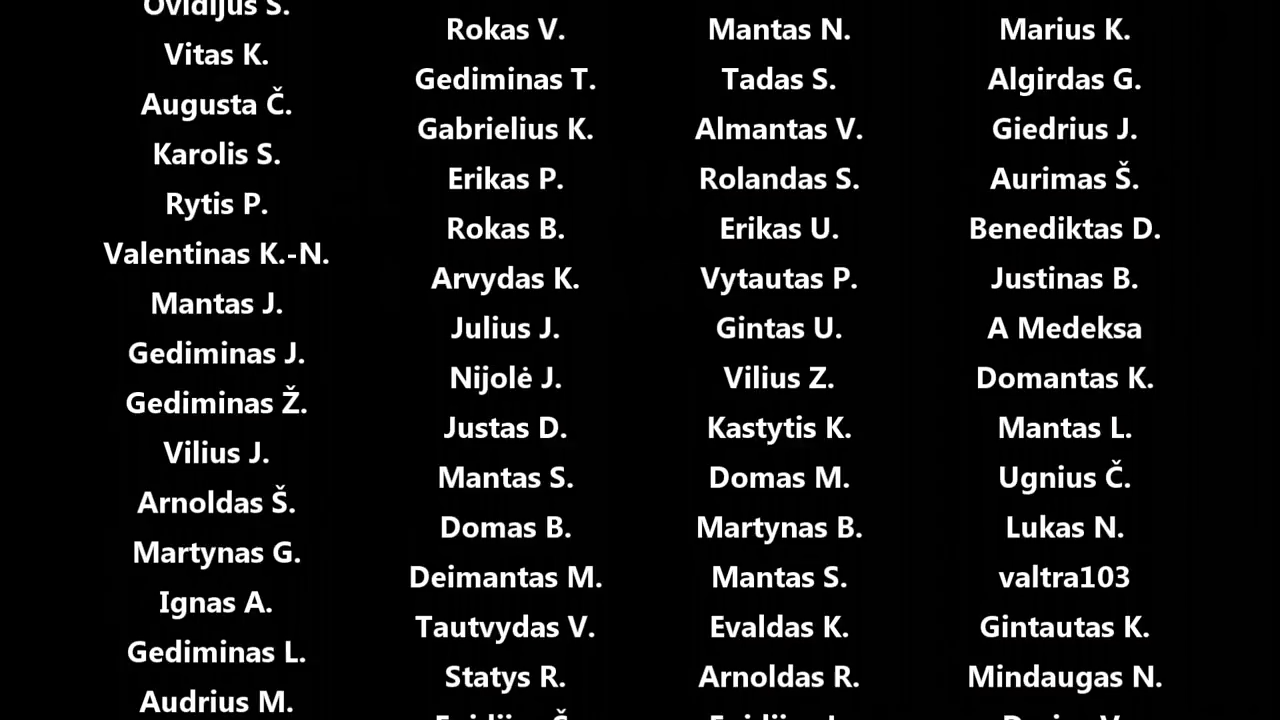 Ovidijus S.
Vitas K.
Augusta Č.
Karolis S.
Rytis P.
Valentinas K.-N.
Mantas J.
Gediminas J.
Gediminas Ž.
Vilius J.
Arnoldas Š.
Martynas G.
Ignas A.
Gediminas L.
Audrius M.
Rokas V.
Gediminas T.
Gabrielius K.
Erikas P.
Rokas B.
Arvydas K.
Julius J.
Nijolė J.
Justas D.
Mantas S.
Domas B.
Deimantas M.
Tautvydas V.
Statys R.
Mantas N.
Tadas S.
Almantas V.
Rolandas S.
Erikas U.
Vytautas P.
Gintas U.
Vilius Z.
Kastytis K.
Domas M.
Martynas B.
Mantas S.
Evaldas K.
Arnoldas R.
Marius K.
Algirdas G.
Giedrius J.
Aurimas Š.
Benediktas D.
Justinas B.
A Medeksa
Domantas K.
Mantas L.
Ugnius Č.
Lukas N.
valtra103
Gintautas K.
Mindaugas N.